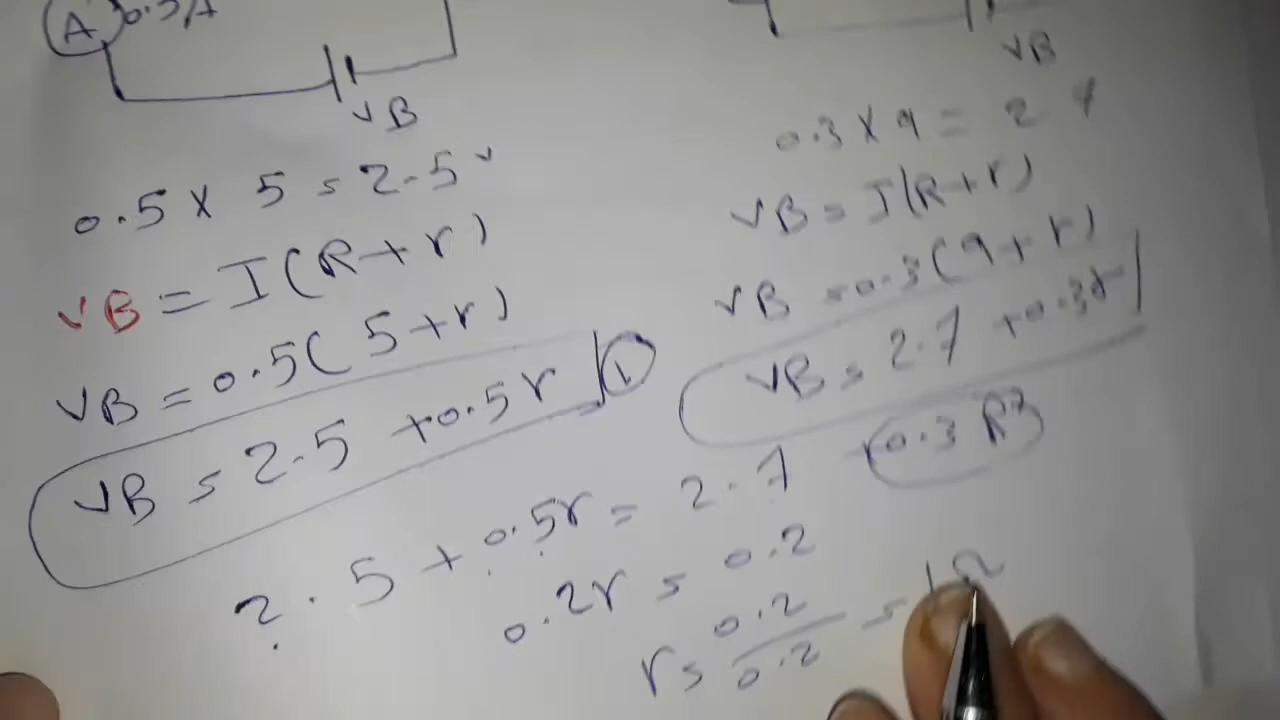 A 0.5A
VB
0.5 x 5 = 2.5 v
VB = I(R+r)
VB = 0.5(5+r)
VB = 2.5 +0.5r 1
VB
0.3 x 9 = 2.7
VB = I(R+r)
VB = 0.3(9+r)
VB = 2.7 +0.3r
2.5 + 0.5r = 2.7 +0.3
0.2r = 0.2
r = 0.2/0.2 = 1Ω